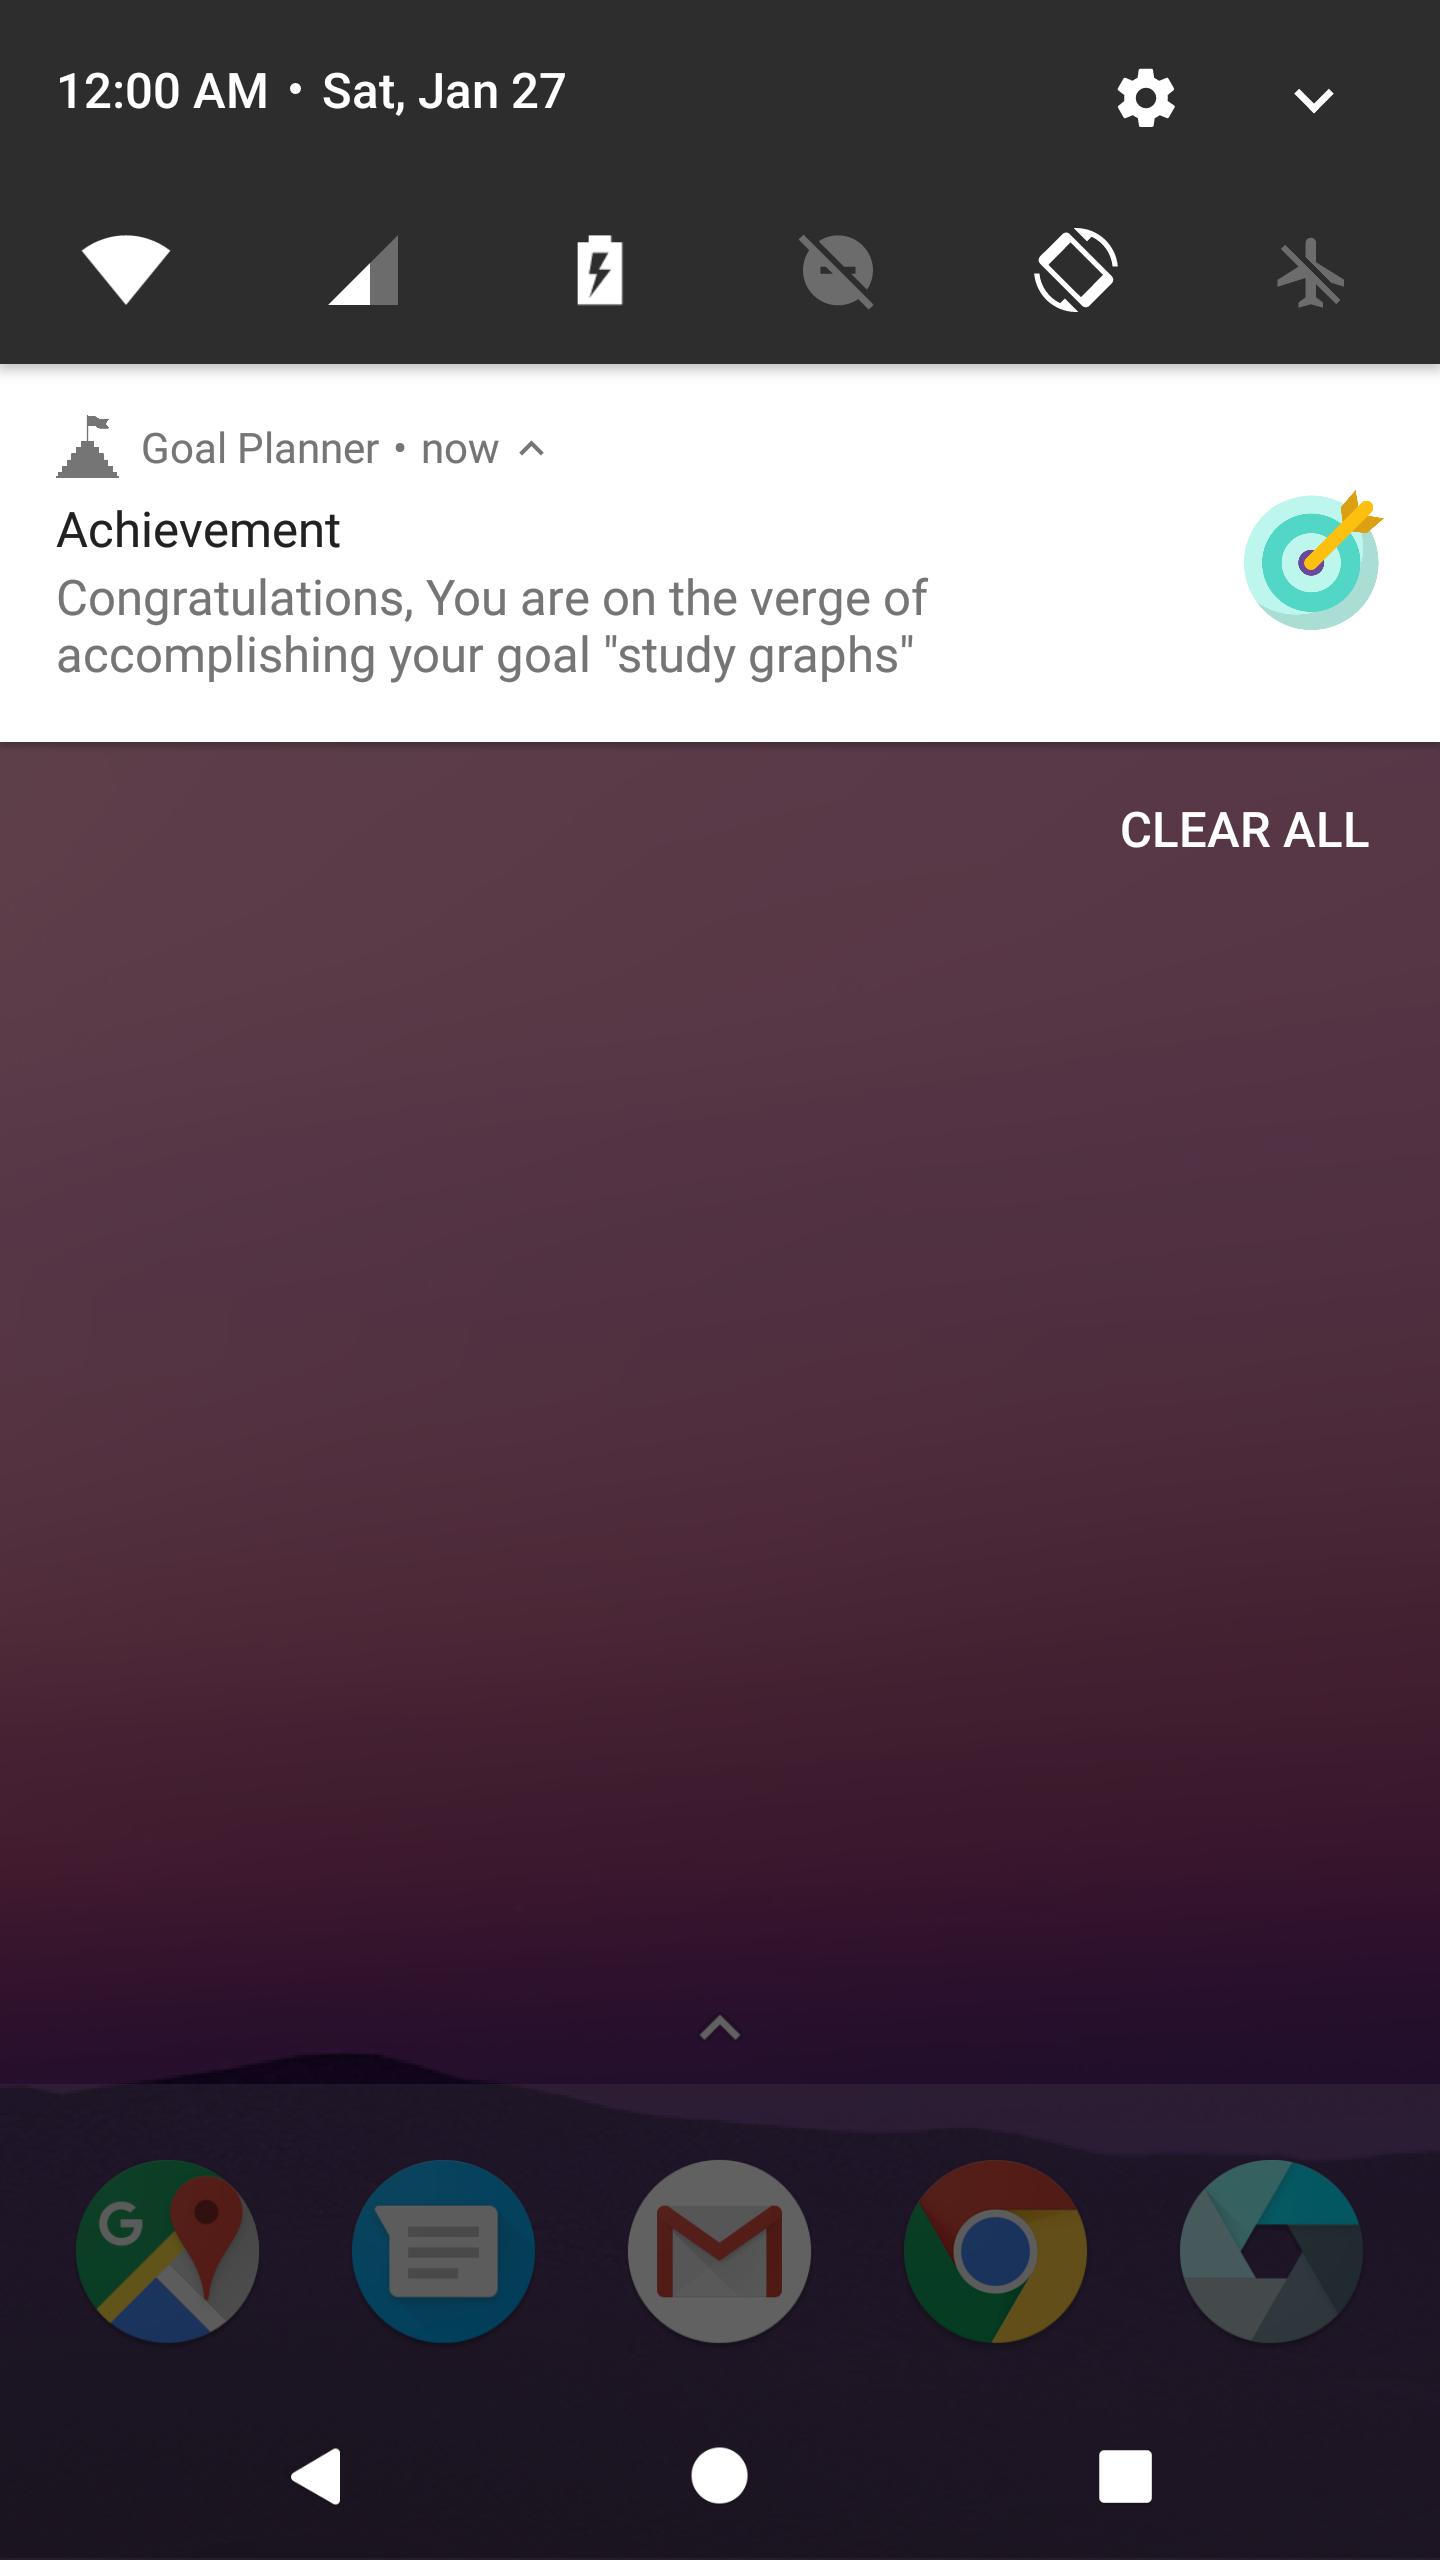 12:00 AM • Sat, Jan 27
Goal Planner • now
Achievement
Congratulations, You are on the verge of
accomplishing your goal "study graphs"
CLEAR ALL
G